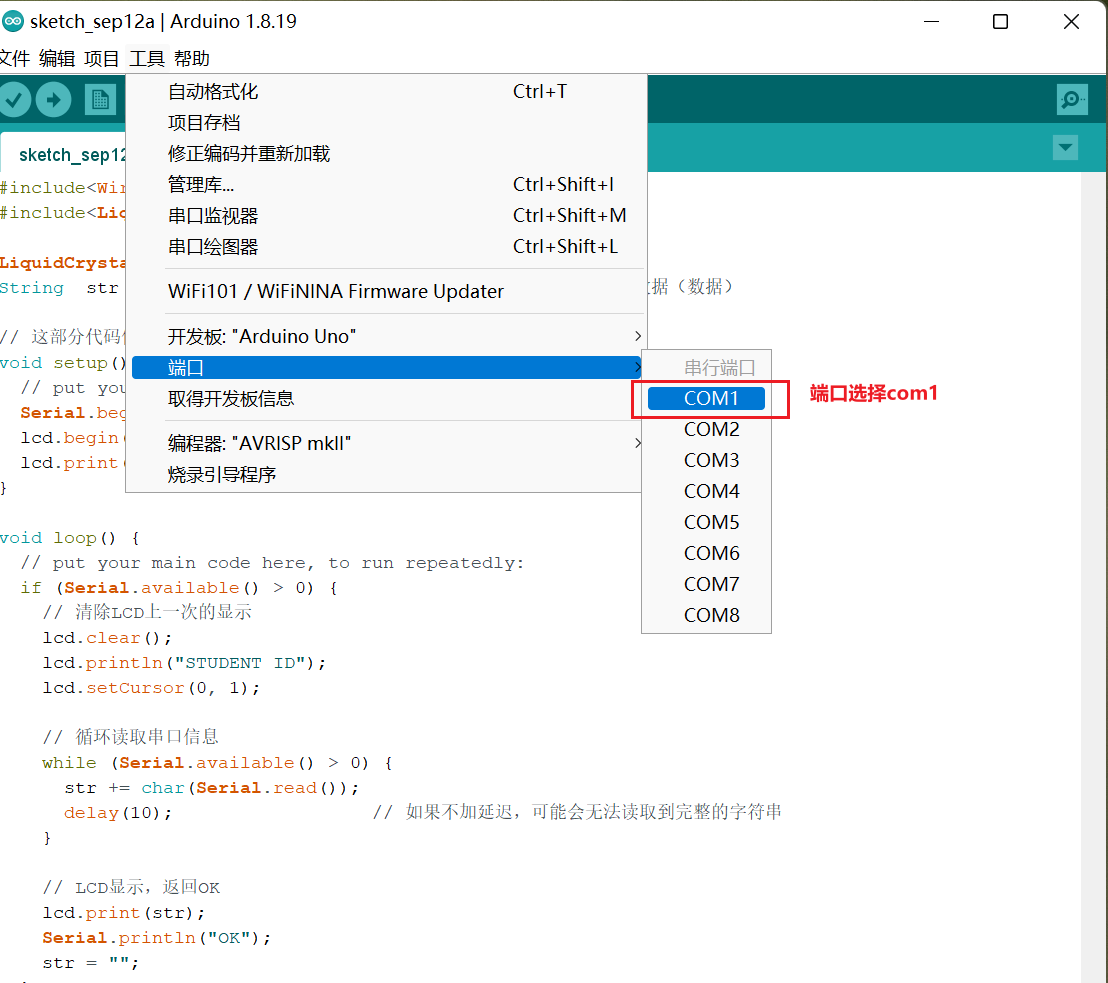 sketch_sep12a | Arduino 1.8.19
文件 编辑 项目 工具 帮助
自动格式化 Ctrl+T
项目存档
修正编码并重新加载
管理库... Ctrl+Shift+I
串口监视器 Ctrl+Shift+M
串口绘图器 Ctrl+Shift+L
WiFi101 / WiFiNINA Firmware Updater
开发板: "Arduino Uno"
端口
取得开发板信息
编程器: "AVRISP mkII"
烧录引导程序
串行端口
COM1
COM2
COM3
COM4
COM5
COM6
COM7
COM8
端口选择com1
sketch_sep12
#include<Wir
#include<Liq
LiquidCrysta
String str
据（数据）
// 这部分代码
void setup()
// put you
Serial.beg
lcd.begin
lcd.print
}
void loop() {
// put your main code here, to run repeatedly:
if (Serial.available() > 0) {
// 清除LCD上一次的显示
lcd.clear();
lcd.println("STUDENT ID");
lcd.setCursor(0, 1);
// 循环读取串口信息
while (Serial.available() > 0) {
str += char(Serial.read());
delay(10); // 如果不加延迟，可能会无法读取到完整的字符串
}
// LCD显示，返回OK
lcd.print(str);
Serial.println("OK");
str = "";